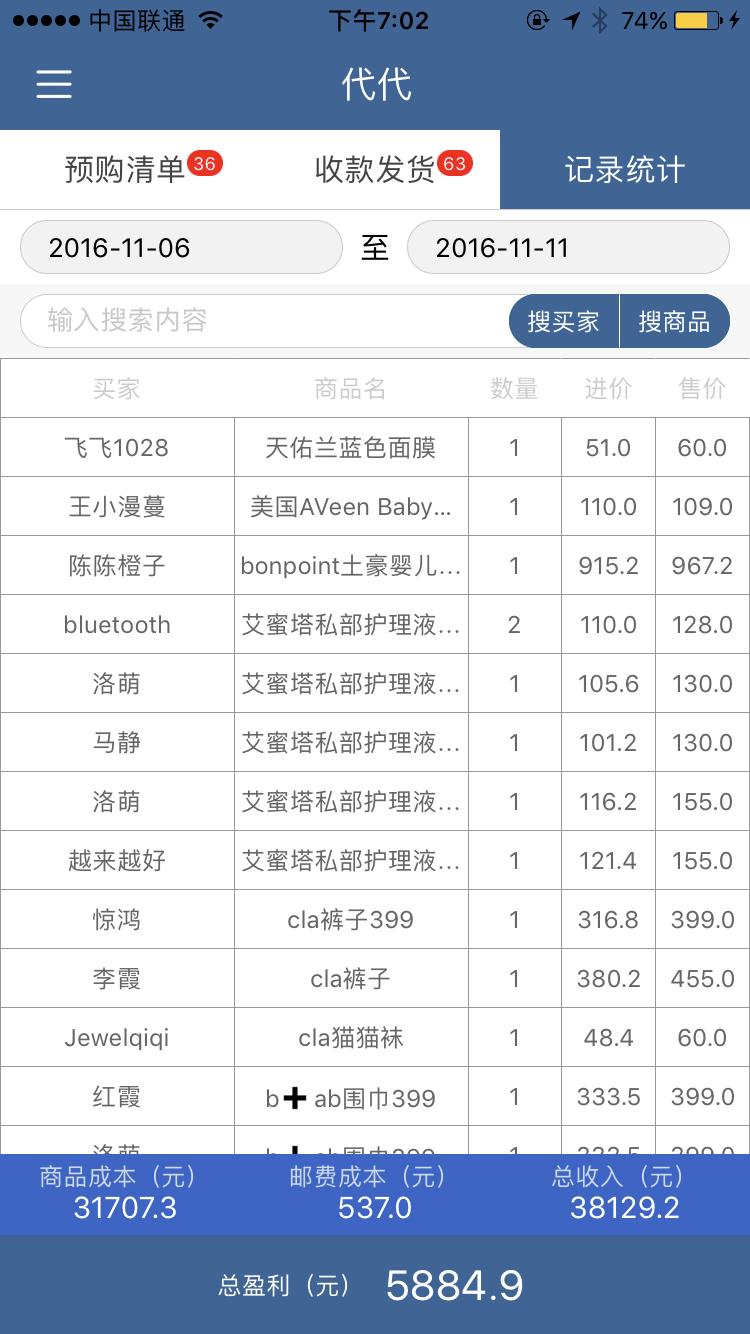 中国联通 下午7:02 74%
代代
预购清单 36 收款发货 63 记录统计
2016-11-06 至 2016-11-11
输入搜索内容 搜买家 搜商品
买家 商品名 数量 进价 售价
飞飞1028 天佑兰蓝色面膜 1 51.0 60.0
王小漫蔓 美国AVeen Baby... 1 110.0 109.0
陈陈橙子 bonpoint土豪婴儿... 1 915.2 967.2
bluetooth 艾蜜塔私部护理液... 2 110.0 128.0
洛萌 艾蜜塔私部护理液... 1 105.6 130.0
马静 艾蜜塔私部护理液... 1 101.2 130.0
洛萌 艾蜜塔私部护理液... 1 116.2 155.0
越来越好 艾蜜塔私部护理液... 1 121.4 155.0
惊鸿 cla裤子399 1 316.8 399.0
李霞 cla裤子 1 380.2 455.0
Jewelqiqi cla猫猫袜 1 48.4 60.0
红霞 b➕ab围巾399 1 333.5 399.0
商品成本（元） 邮费成本（元） 总收入（元）
31707.3 537.0 38129.2
总盈利（元） 5884.9